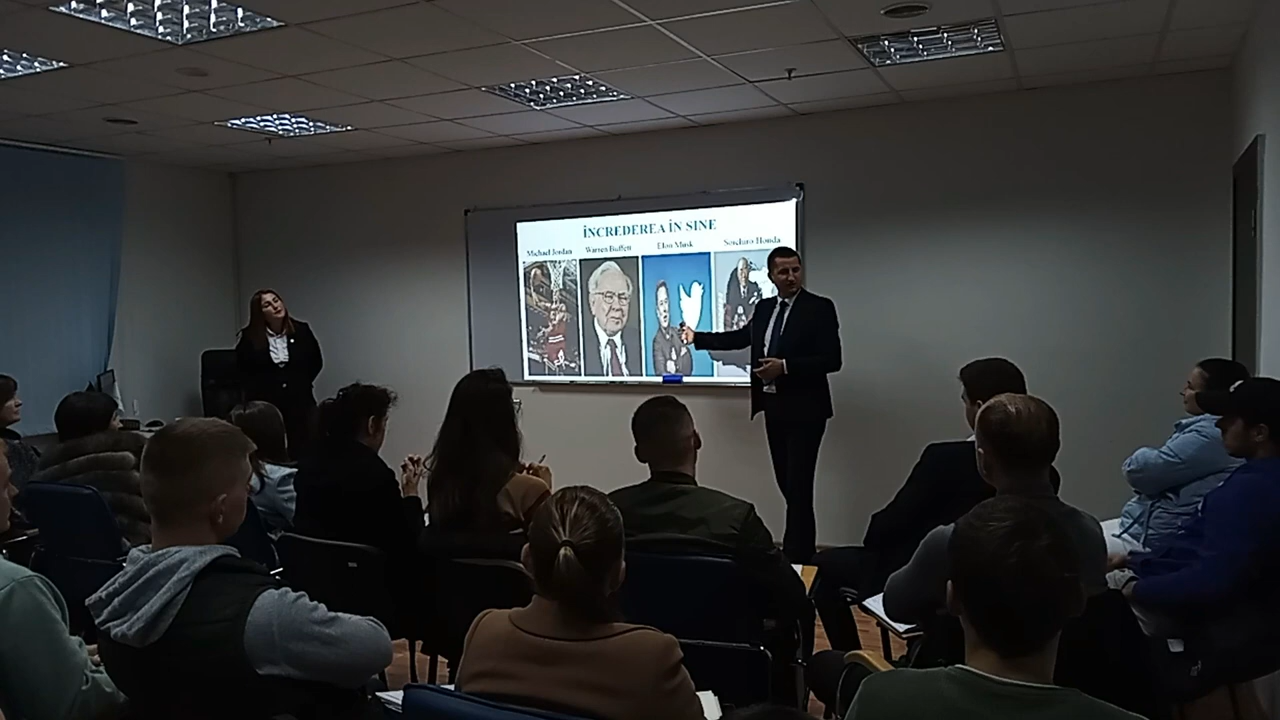 ÎNCREDEREA ÎN SINE
Michael Jordan Warren Buffett Elon Musk Soichiro Honda